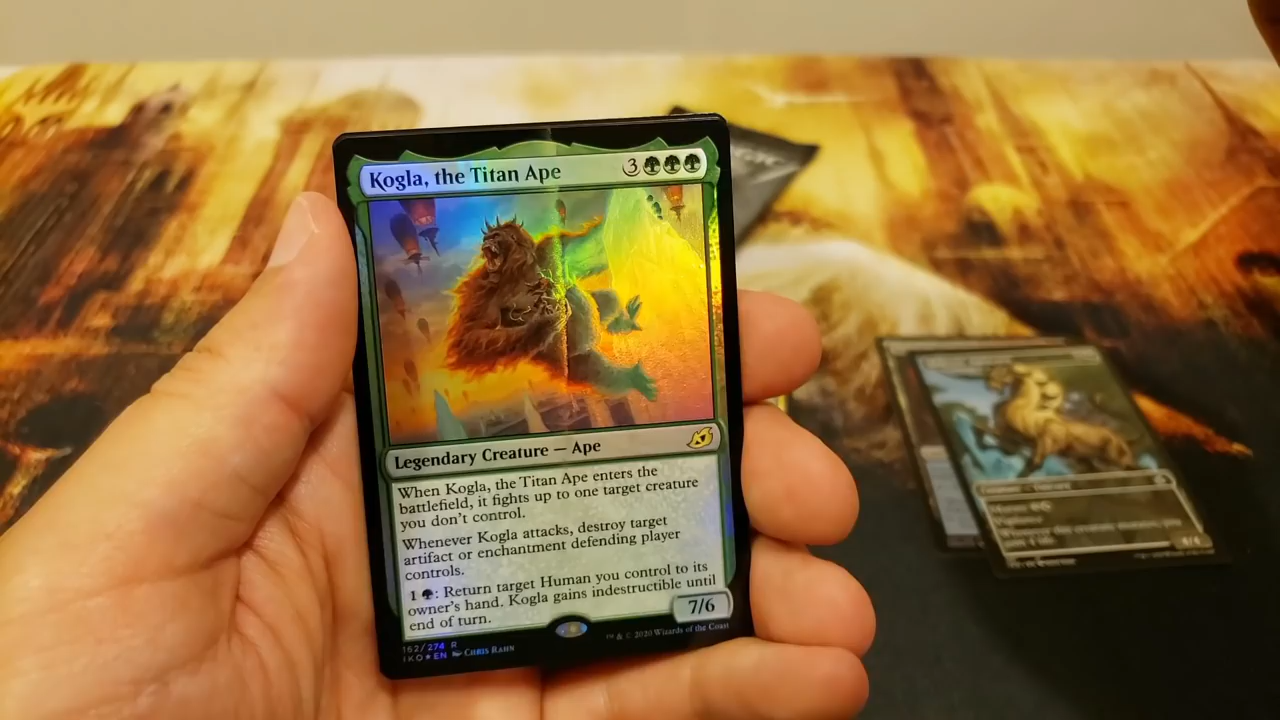 Kogla, the Titan Ape 3
Legendary Creature — Ape
When Kogla, the Titan Ape enters the
battlefield, it fights up to one target creature
you don't control.
Whenever Kogla attacks, destroy target
artifact or enchantment defending player
controls.
1 : Return target Human you control to its
owner's hand. Kogla gains indestructible until
end of turn.
7/6
162/274 R
IKO★EN Chris Rahn
™ & © 2020 Wizards of the Coast
4/4